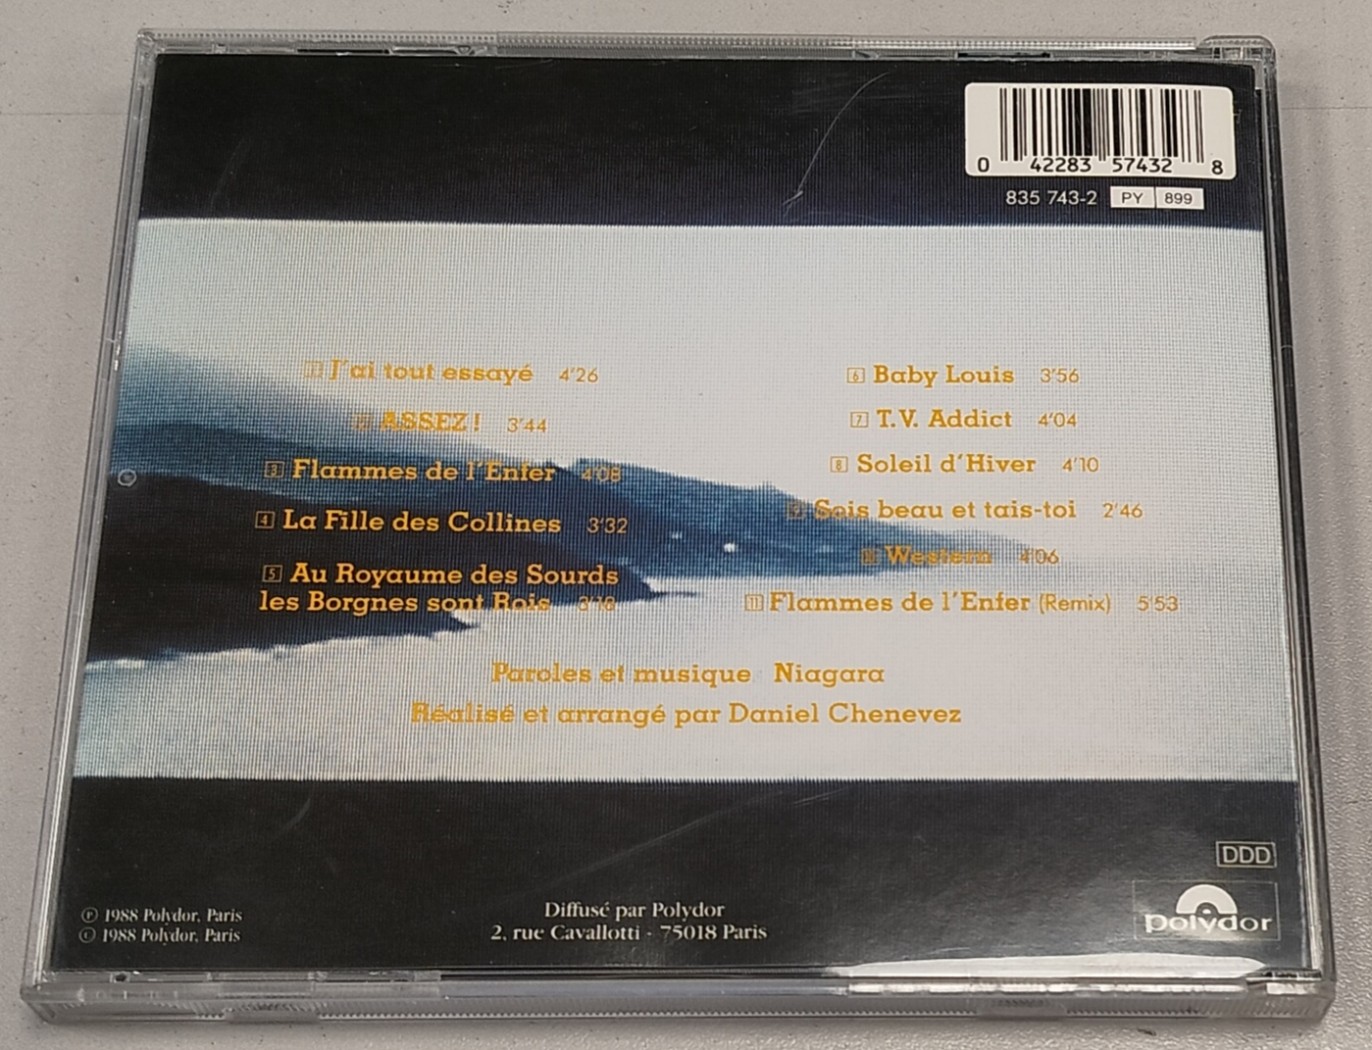 0 42283 57432 8
835 743-2 PY 899
1 J'ai tout essayé 4'26
2 ASSEZ! 3'44
3 Flammes de l'Enfer 4'08
4 La Fille des Collines 3'32
5 Au Royaume des Sourds
les Borgnes sont Rois 3'18
6 Baby Louis 3'56
7 T.V. Addict 4'04
8 Soleil d'Hiver 4'10
9 Sois beau et tais-toi 2'46
10 Western 4'06
11 Flammes de l'Enfer (Remix) 5'53
Paroles et musique Niagara
Réalisé et arrangé par Daniel Chenevez
DDD
℗ 1988 Polydor, Paris
© 1988 Polydor, Paris
Diffusé par Polydor
2, rue Cavallotti - 75018 Paris
polydor